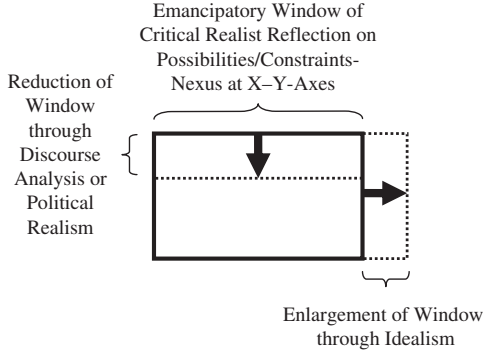 Emancipatory Window of
Critical Realist Reflection on
Possibilities/Constraints-
Nexus at X–Y-Axes
Reduction of
Window
through
Discourse
Analysis or
Political
Realism
Enlargement of Window
through Idealism